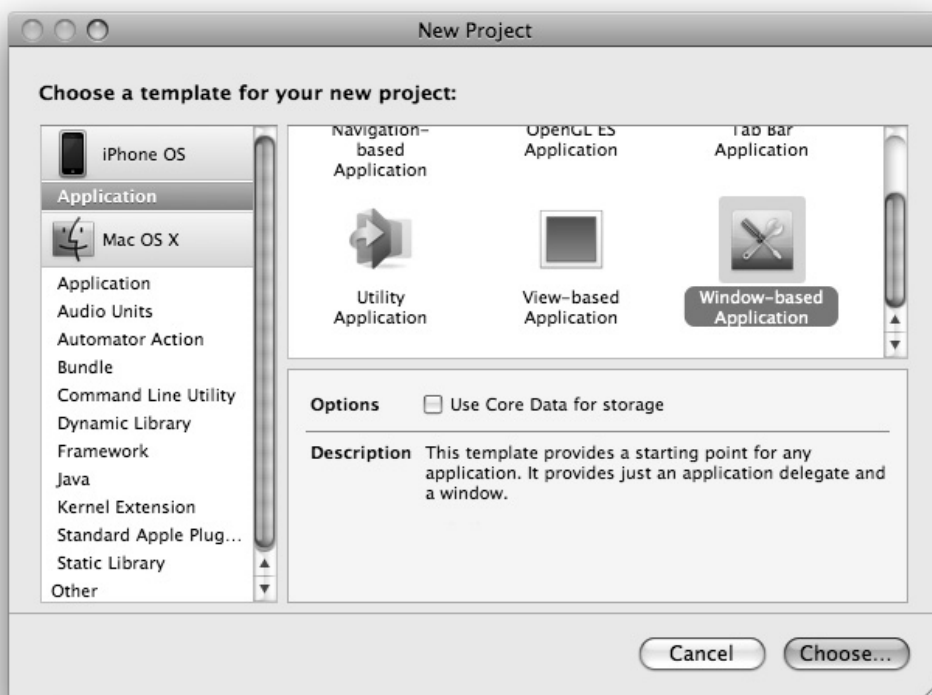 New Project
Choose a template for your new project:
iPhone OS
Application
Mac OS X
Application
Audio Units
Automator Action
Bundle
Command Line Utility
Dynamic Library
Framework
Java
Kernel Extension
Standard Apple Plug...
Static Library
Other
Navigation-
based
Application
OpenGL ES
Application
Tab Bar
Application
Utility
Application
View-based
Application
Window-based
Application
Options Use Core Data for storage
Description This template provides a starting point for any
application. It provides just an application delegate and
a window.
Cancel Choose...